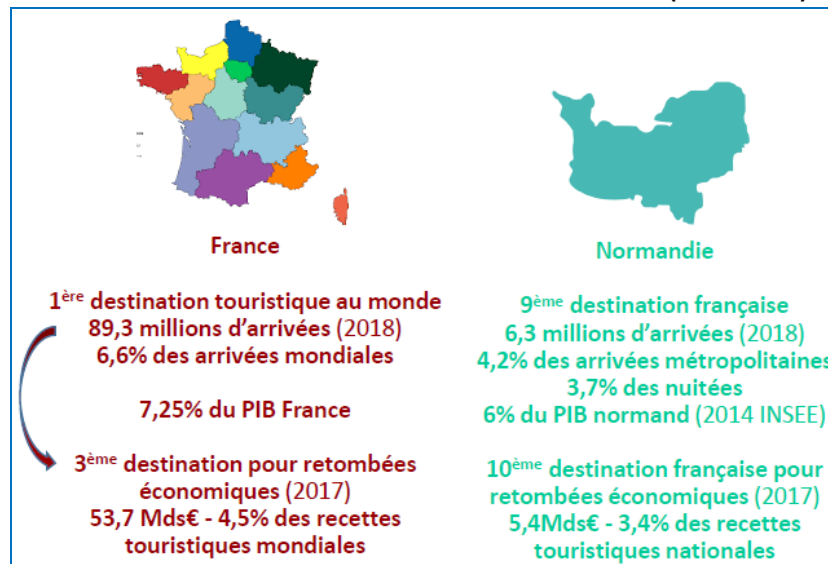 France
1ère destination touristique au monde
89,3 millions d'arrivées (2018)
6,6% des arrivées mondiales
7,25% du PIB France
3ème destination pour retombées
économiques (2017)
53,7 Mds€ - 4,5% des recettes
touristiques mondiales
Normandie
9ème destination française
6,3 millions d'arrivées (2018)
4,2% des arrivées métropolitaines
3,7% des nuitées
6% du PIB normand (2014 INSEE)
10ème destination française pour
retombées économiques (2017)
5,4Mds€ - 3,4% des recettes
touristiques nationales